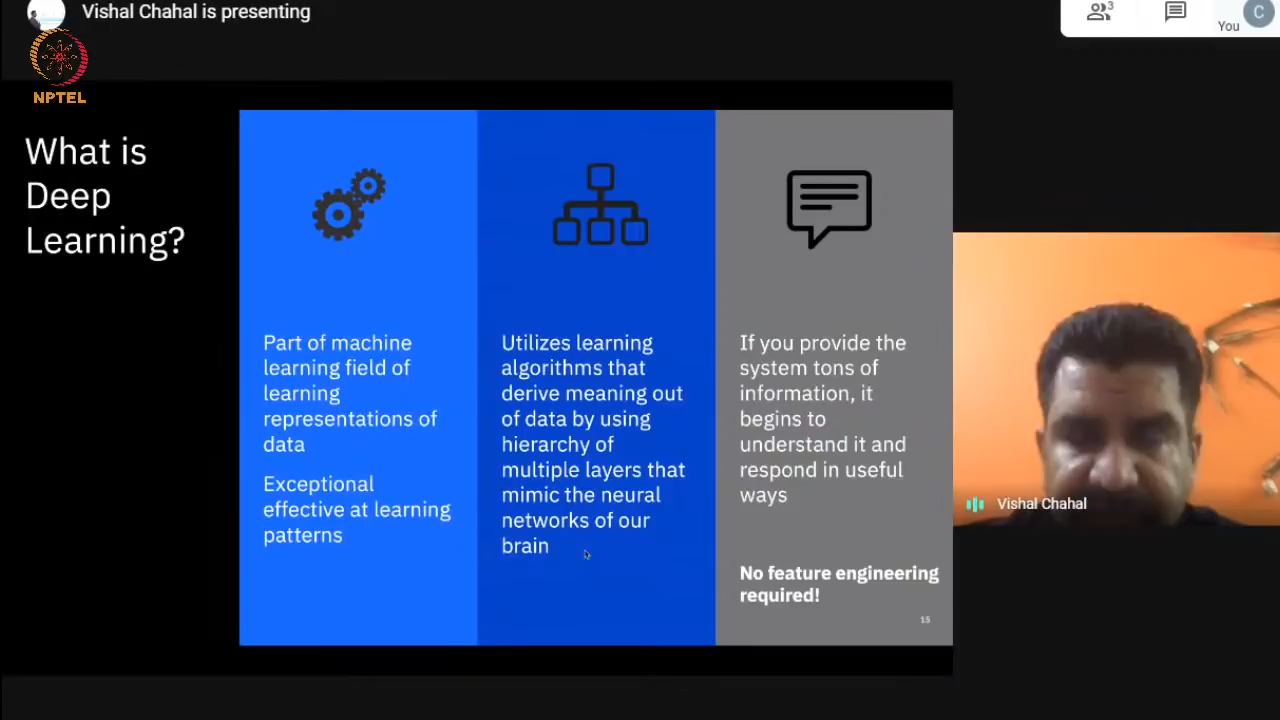 Vishal Chahal is presenting
3
You
C
NPTEL
What is
Deep
Learning?
Part of machine
learning field of
learning
representations of
data
Exceptional
effective at learning
patterns
Utilizes learning
algorithms that
derive meaning out
of data by using
hierarchy of
multiple layers that
mimic the neural
networks of our
brain
If you provide the
system tons of
information, it
begins to
understand it and
respond in useful
ways
No feature engineering
required!
15
Vishal Chahal